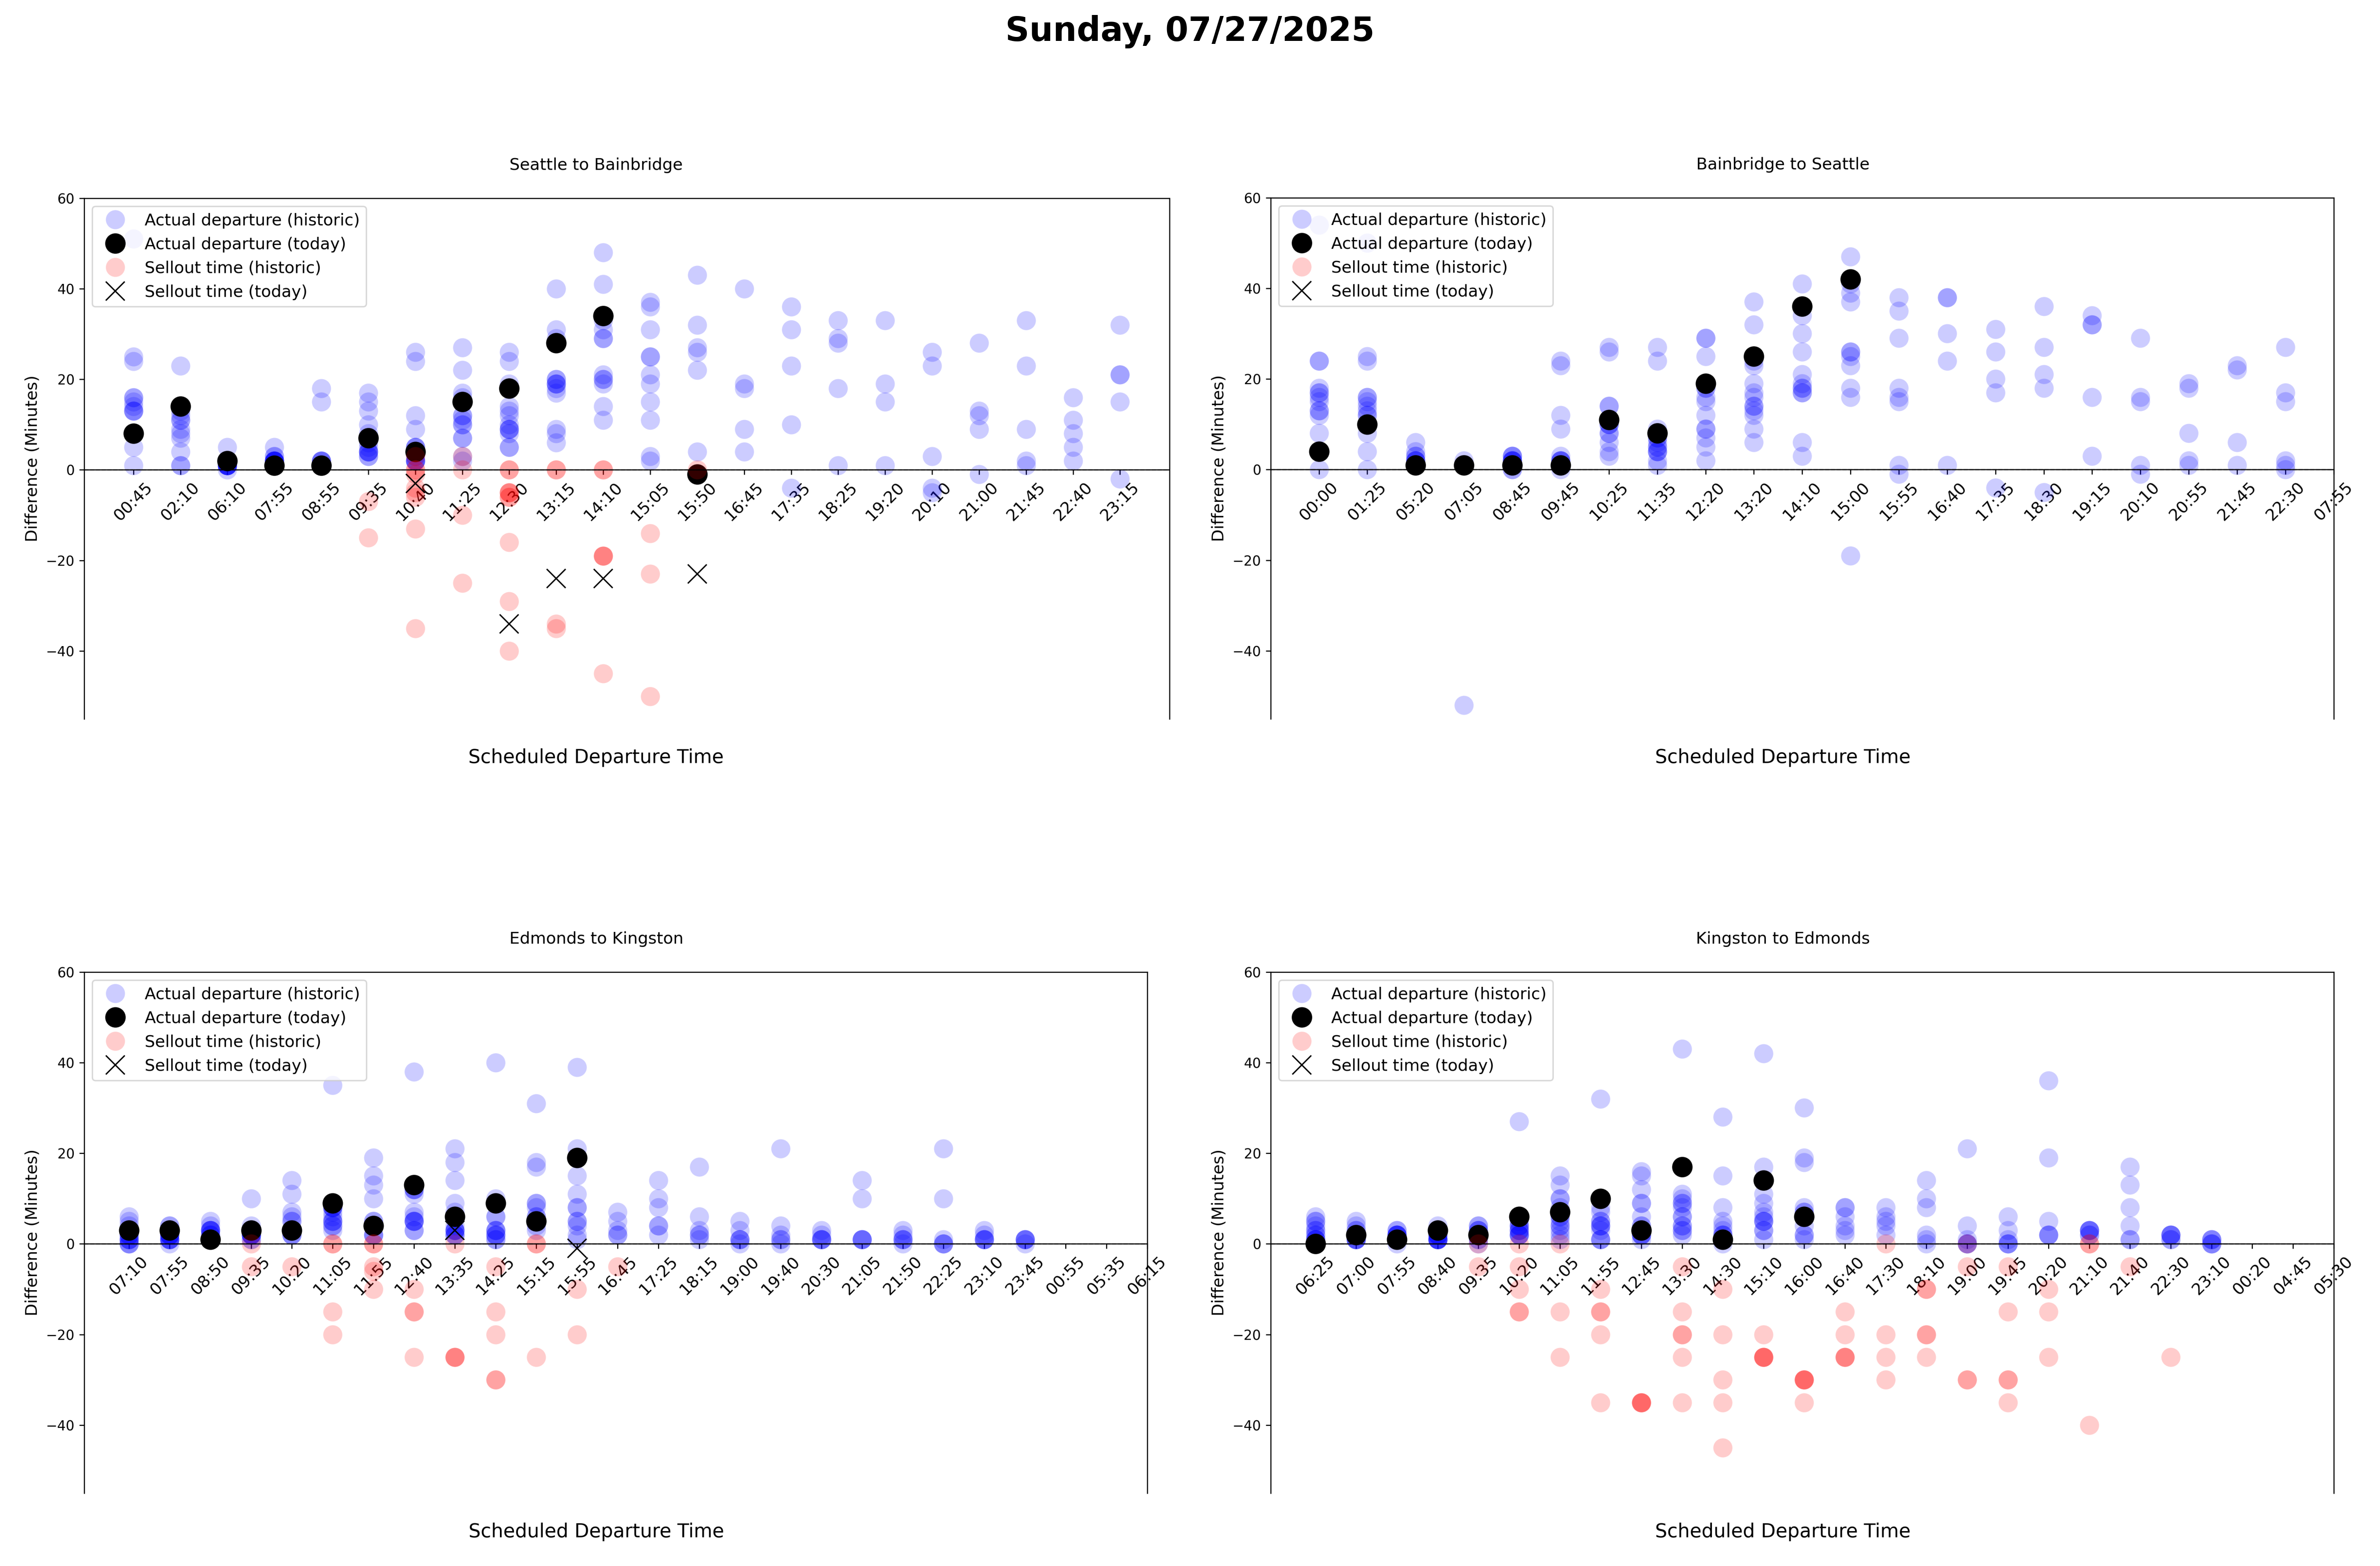 Sunday, 07/27/2025
Seattle to Bainbridge
60
40
20
0
−20
−40
Difference (Minutes)
Actual departure (historic)
Actual departure (today)
Sellout time (historic)
Sellout time (today)
00:45 02:10 06:10 07:55 08:55 09:35 10:40 11:25 12:20 13:15 14:10 15:05 15:50 16:45 17:35 18:25 19:20 20:10 21:00 21:45 22:40 23:15
Scheduled Departure Time
Bainbridge to Seattle
60
40
20
0
−20
−40
Difference (Minutes)
Actual departure (historic)
Actual departure (today)
Sellout time (historic)
Sellout time (today)
00:00 01:25 05:20 07:05 08:45 09:45 10:25 11:35 12:20 13:20 14:10 15:00 15:55 16:40 17:35 18:30 19:15 20:10 20:55 21:45 22:30 07:55
Scheduled Departure Time
Edmonds to Kingston
60
40
20
0
−20
−40
Difference (Minutes)
Actual departure (historic)
Actual departure (today)
Sellout time (historic)
Sellout time (today)
07:10 07:55 08:50 09:35 10:20 11:05 11:55 12:40 13:35 14:25 15:15 15:55 16:45 17:25 18:15 19:00 19:40 20:30 21:05 21:50 22:25 23:10 23:45 00:55 05:35 06:15
Scheduled Departure Time
Kingston to Edmonds
60
40
20
0
−20
−40
Difference (Minutes)
Actual departure (historic)
Actual departure (today)
Sellout time (historic)
Sellout time (today)
06:25 07:00 07:55 08:40 09:35 10:20 11:05 11:55 12:45 13:30 14:30 15:10 16:00 16:40 17:30 18:10 19:00 19:45 20:20 21:10 21:40 22:30 23:10 00:20 04:45 05:30
Scheduled Departure Time